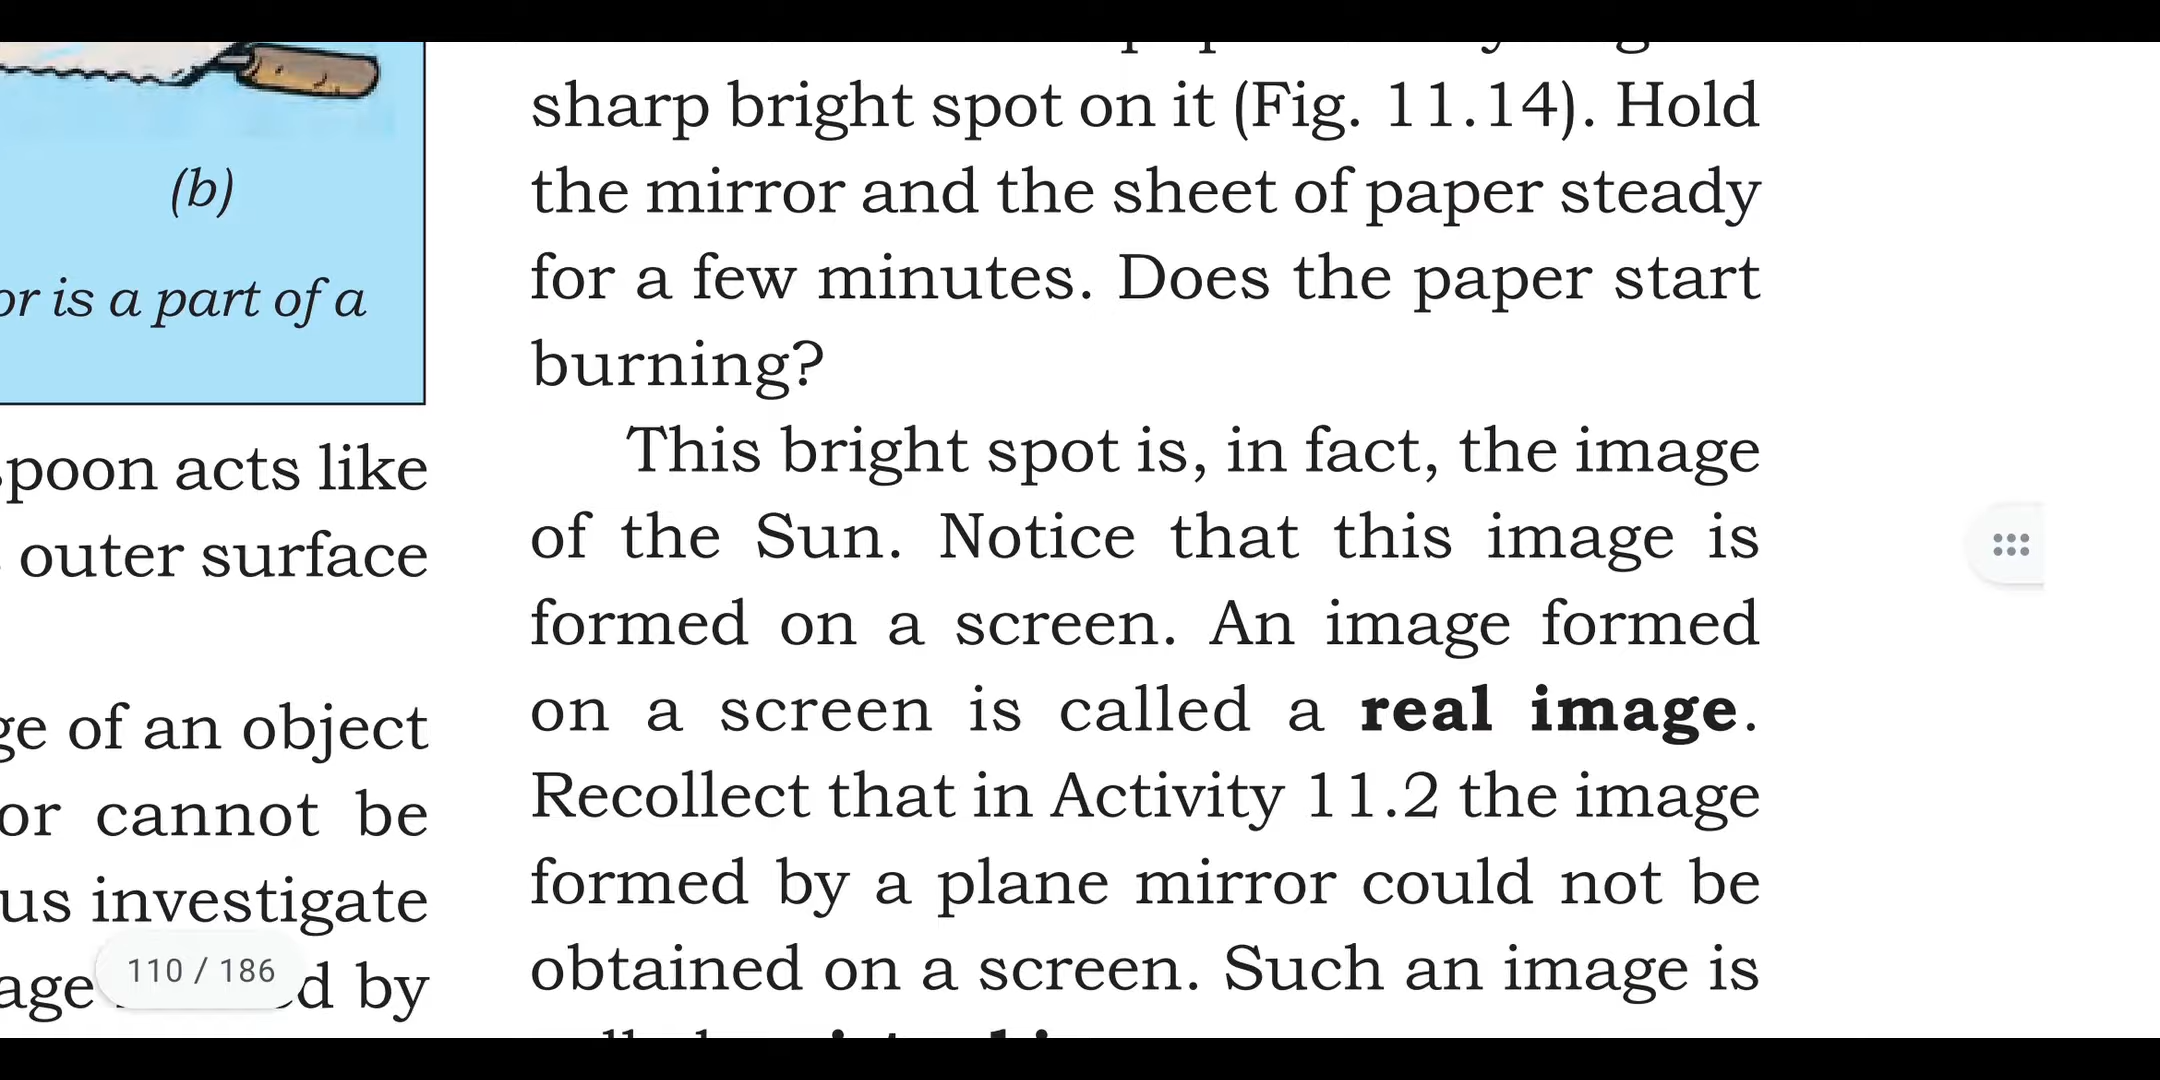 (b)
or is a part of a
spoon acts like
outer surface
ge of an object
or cannot be
us investigate
age d by
110 / 186
sharp bright spot on it (Fig. 11.14). Hold
the mirror and the sheet of paper steady
for a few minutes. Does the paper start
burning?
This bright spot is, in fact, the image
of the Sun. Notice that this image is
formed on a screen. An image formed
on a screen is called a real image.
Recollect that in Activity 11.2 the image
formed by a plane mirror could not be
obtained on a screen. Such an image is